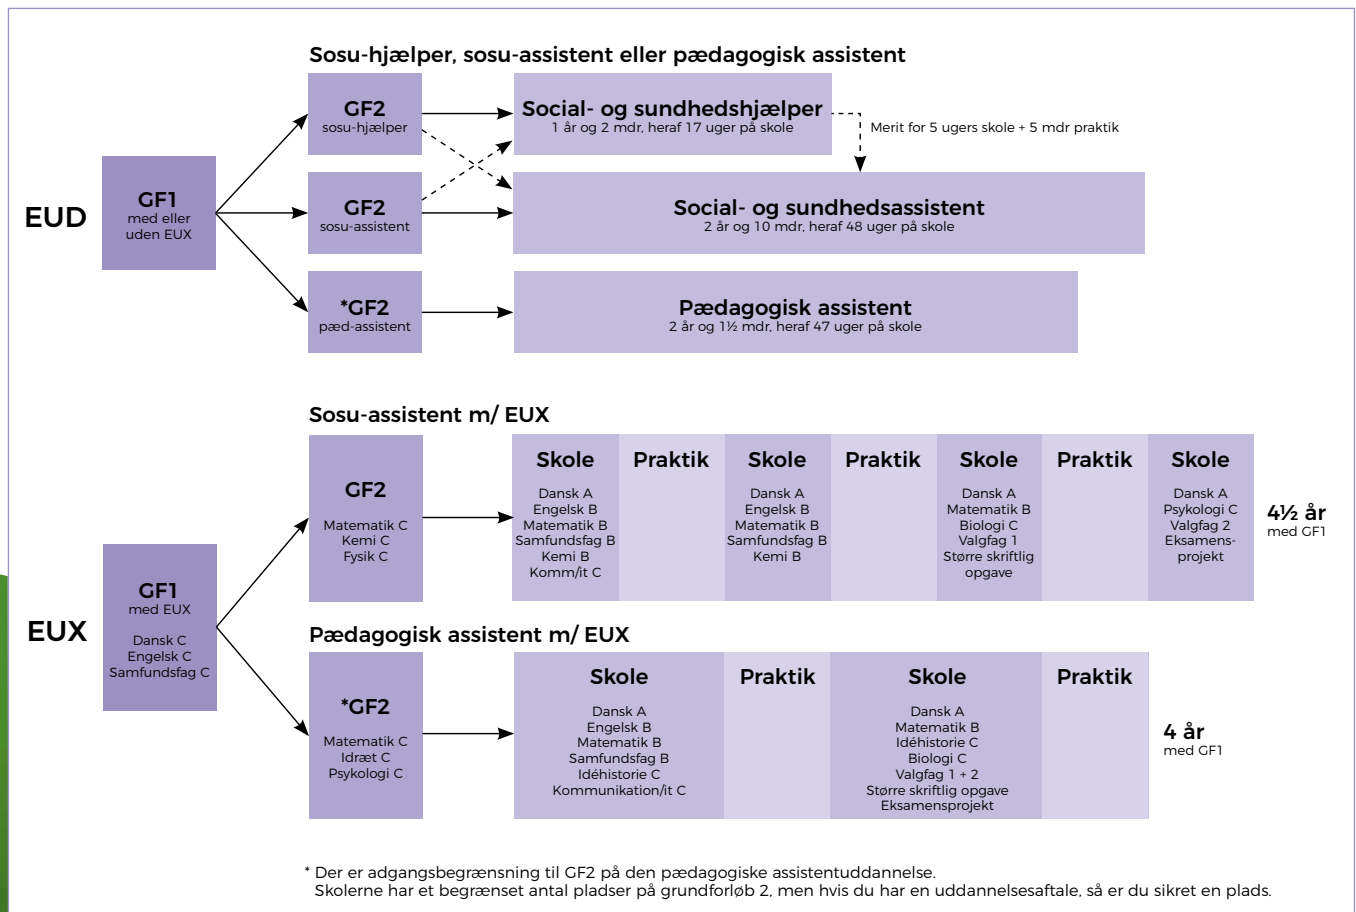 Sosu-hjælper, sosu-assistent eller pædagogisk assistent
EUD
GF1
med eller
uden EUX
GF2
sosu-hjælper
Social- og sundhedshjælper
1 år og 2 mdr, heraf 17 uger på skole
Merit for 5 ugers skole + 5 mdr praktik
GF2
sosu-assistent
Social- og sundhedsassistent
2 år og 10 mdr, heraf 48 uger på skole
*GF2
pæd-assistent
Pædagogisk assistent
2 år og 1½ mdr, heraf 47 uger på skole
EUX
GF1
med EUX
Dansk C
Engelsk C
Samfundsfag C
Sosu-assistent m/ EUX
GF2
Matematik C
Kemi C
Fysik C
Skole
Dansk A
Engelsk B
Matematik B
Samfundsfag B
Kemi B
Komm/it C
Praktik
Skole
Dansk A
Engelsk B
Matematik B
Samfundsfag B
Kemi B
Praktik
Skole
Dansk A
Matematik B
Biologi C
Valgfag 1
Større skriftlig
opgave
Praktik
Skole
Dansk A
Psykologi C
Valgfag 2
Eksamens-
projekt
4½ år
med GF1
Pædagogisk assistent m/ EUX
*GF2
Matematik C
Idræt C
Psykologi C
Skole
Dansk A
Engelsk B
Matematik B
Samfundsfag B
Idéhistorie C
Kommunikation/it C
Praktik
Skole
Dansk A
Matematik B
Idéhistorie C
Biologi C
Valgfag 1 + 2
Større skriftlig opgave
Eksamensprojekt
Praktik
4 år
med GF1
* Der er adgangsbegrænsning til GF2 på den pædagogiske assistentuddannelse.
Skolerne har et begrænset antal pladser på grundforløb 2, men hvis du har en uddannelsesaftale, så er du sikret en plads.